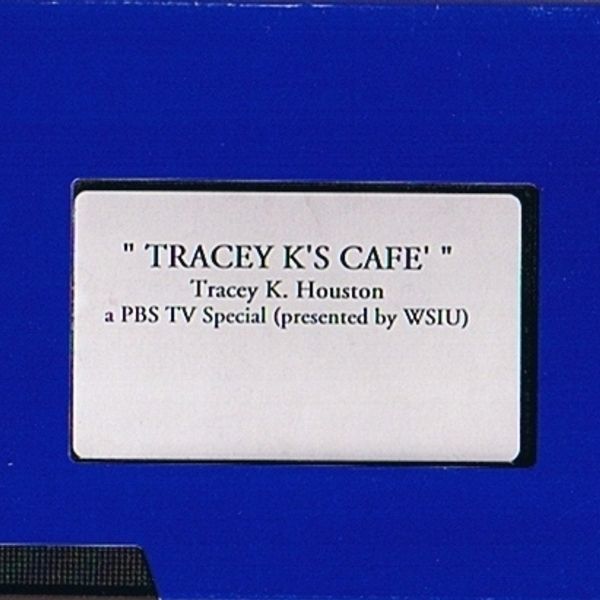 " TRACEY K'S CAFE' "
Tracey K. Houston
a PBS TV Special (presented by WSIU)